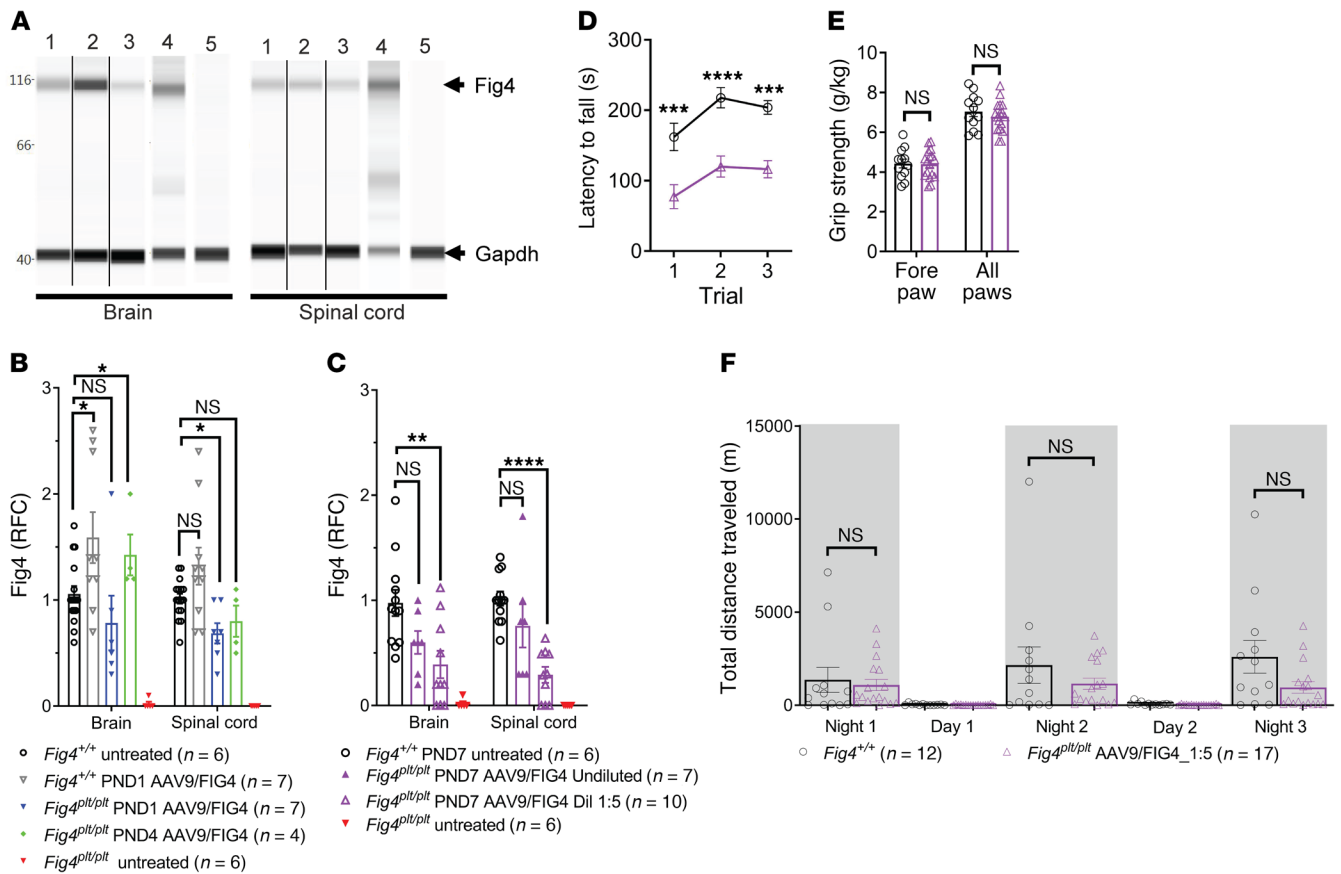 A
1 2 3 4 5
1 2 3 4 5
116-
66-
40-
Fig4
Gapdh
Brain
Spinal cord
D
Latency to fall (s)
300
200
100
0
***
****
***
1 2 3
Trial
E
Grip strength (g/kg)
10
8
6
4
2
0
NS
NS
Fore paw
All paws
B
Fig4 (RFC)
3
2
1
0
*
NS
*
NS
*
NS
Brain
Spinal cord
Fig4+/+ untreated (n = 6)
Fig4+/+ PND1 AAV9/FIG4 (n = 7)
Fig4plt/plt PND1 AAV9/FIG4 (n = 7)
Fig4plt/plt PND4 AAV9/FIG4 (n = 4)
Fig4plt/plt untreated (n = 6)
C
Fig4 (RFC)
3
2
1
0
**
NS
****
NS
Brain
Spinal cord
Fig4+/+ PND7 untreated (n = 6)
Fig4plt/plt PND7 AAV9/FIG4 Undiluted (n = 7)
Fig4plt/plt PND7 AAV9/FIG4 Dil 1:5 (n = 10)
Fig4plt/plt untreated (n = 6)
F
Total distance traveled (m)
15000
10000
5000
0
NS
NS
NS
Night 1
Day 1
Night 2
Day 2
Night 3
Fig4+/+ (n = 12)
Fig4plt/plt AAV9/FIG4_1:5 (n = 17)